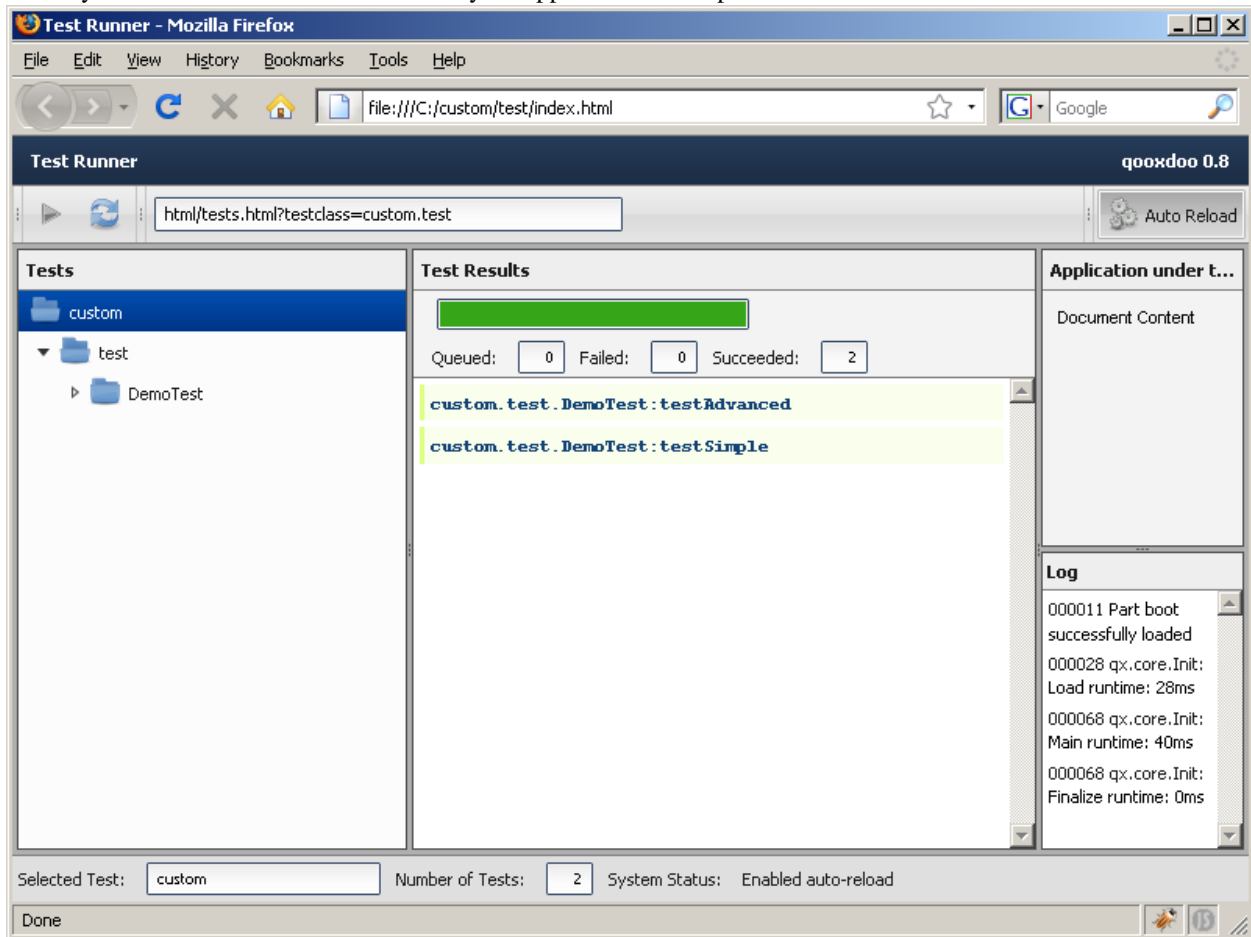 Test Runner - Mozilla Firefox
File Edit View History Bookmarks Tools Help
file:///C:/custom/test/index.html
G Google
Test Runner
qooxdoo 0.8
html/tests.html?testclass=custom.test
Auto Reload
Tests
custom
test
DemoTest
Test Results
Queued: 0 Failed: 0 Succeeded: 2
custom.test.DemoTest:testAdvanced
custom.test.DemoTest:testSimple
Application under t...
Document Content
Log
000011 Part boot
successfully loaded
000028 qx.core.Init:
Load runtime: 28ms
000068 qx.core.Init:
Main runtime: 40ms
000068 qx.core.Init:
Finalize runtime: 0ms
Selected Test: custom Number of Tests: 2 System Status: Enabled auto-reload
Done